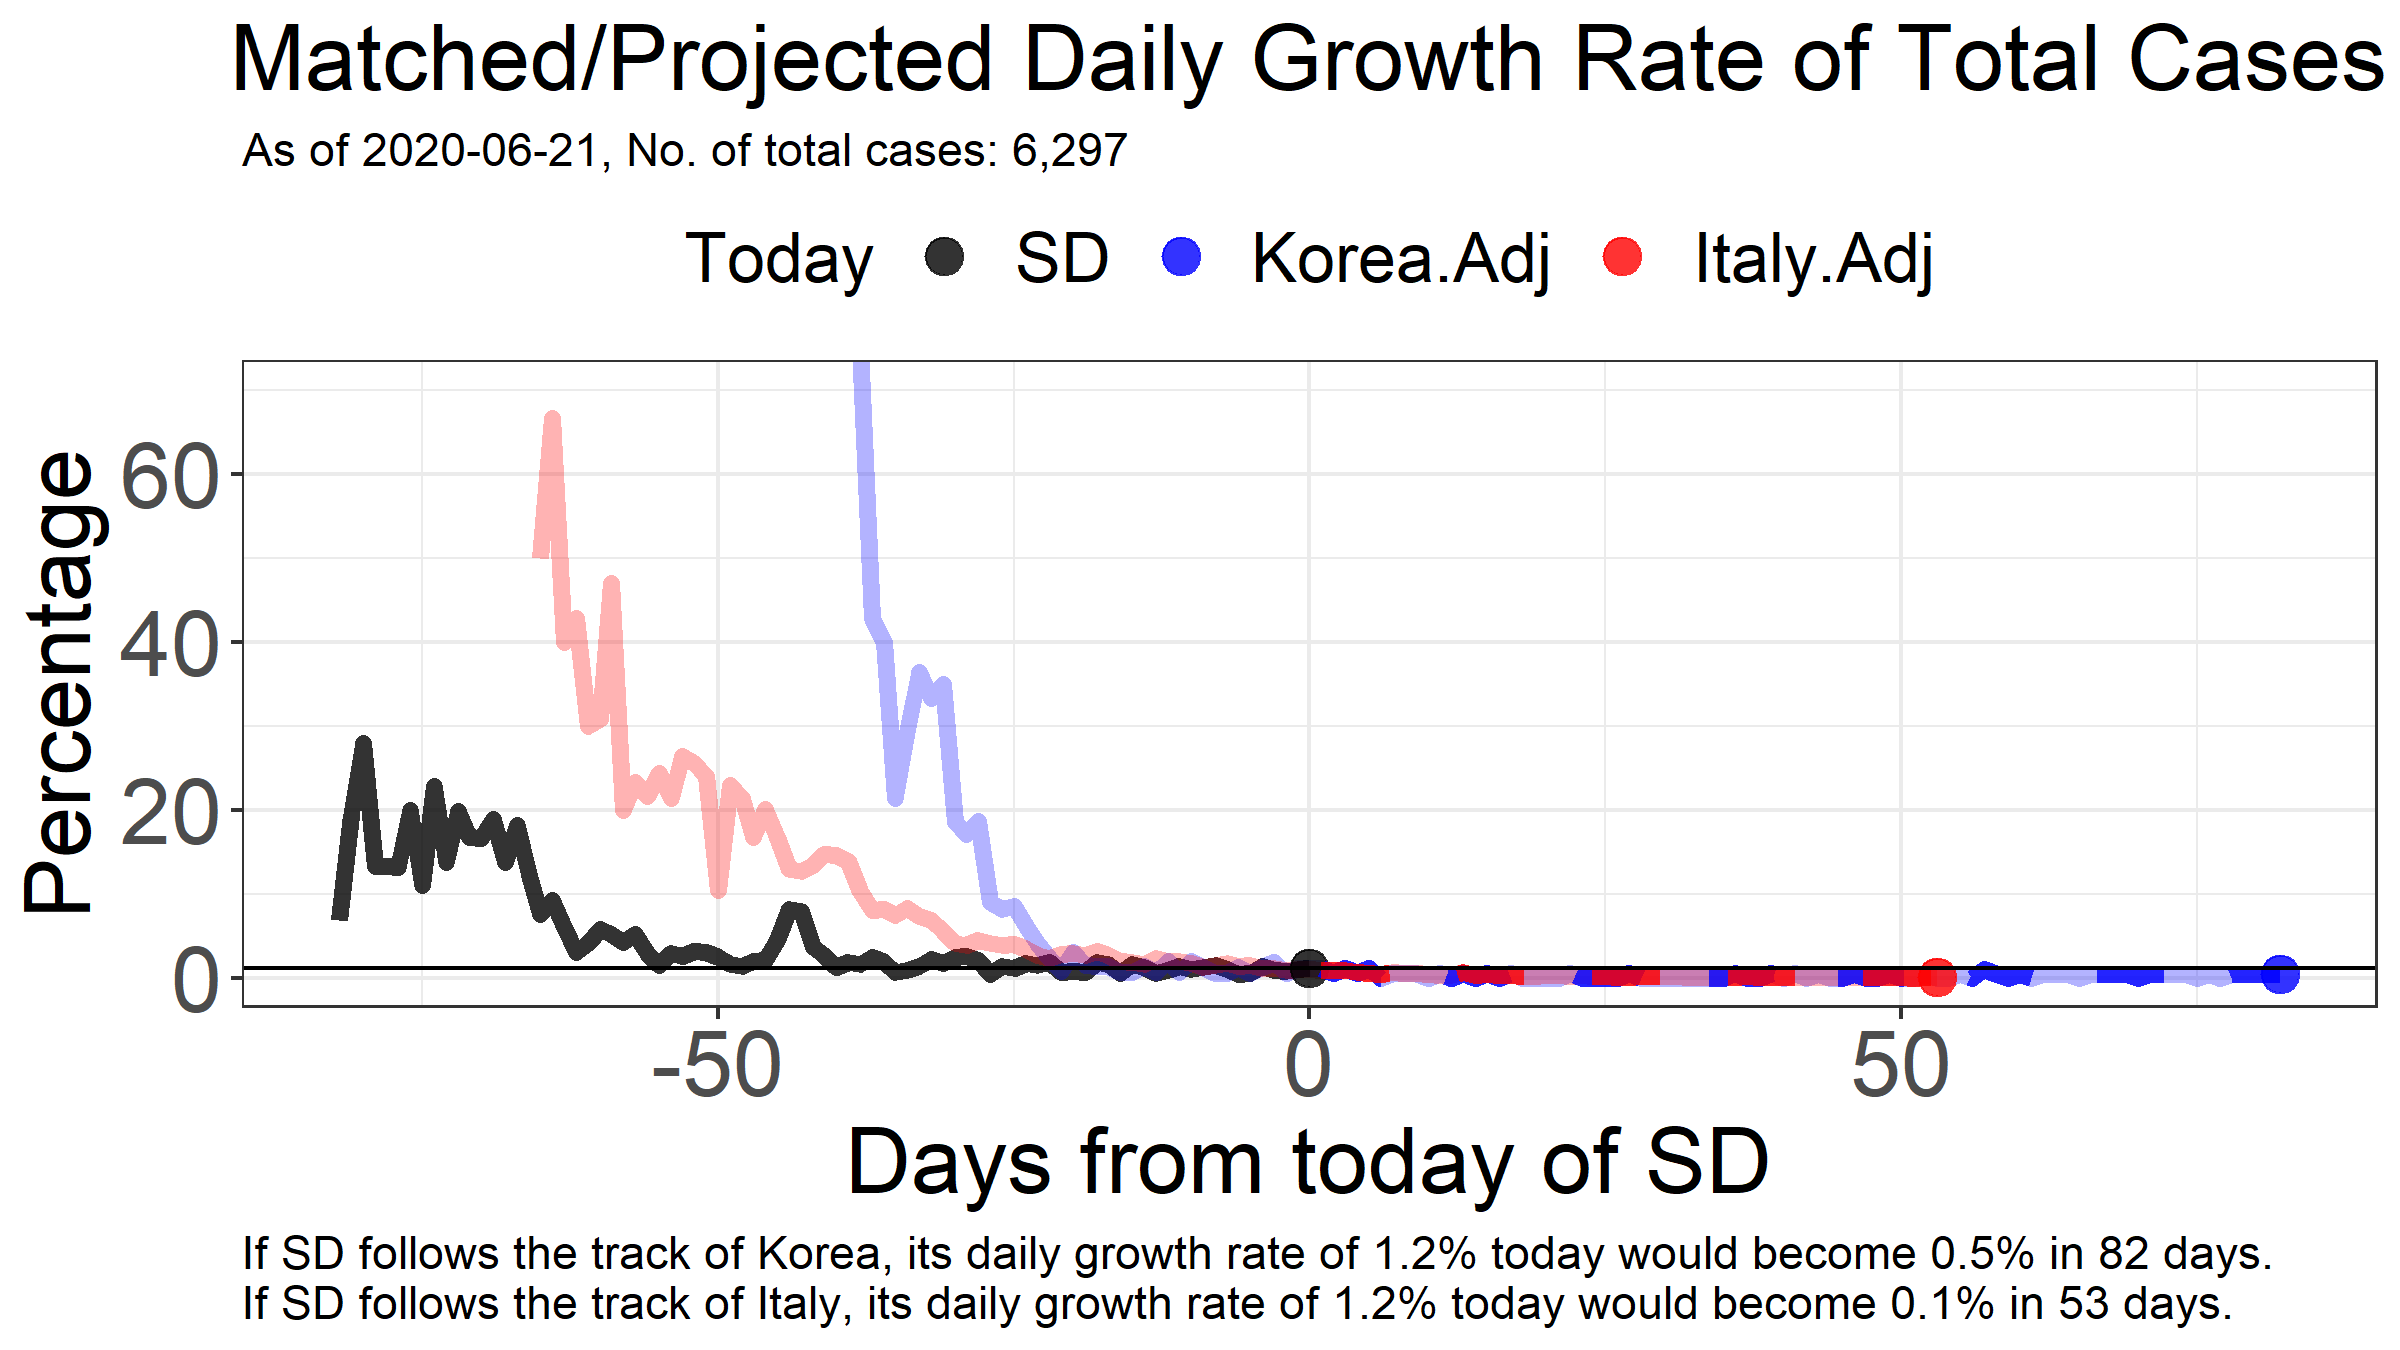 Matched/Projected Daily Growth Rate of Total Cases
As of 2020-06-21, No. of total cases: 6,297
Today SD Korea.Adj Italy.Adj
Percentage
60
40
20
0
-50 0 50
Days from today of SD
If SD follows the track of Korea, its daily growth rate of 1.2% today would become 0.5% in 82 days.
If SD follows the track of Italy, its daily growth rate of 1.2% today would become 0.1% in 53 days.